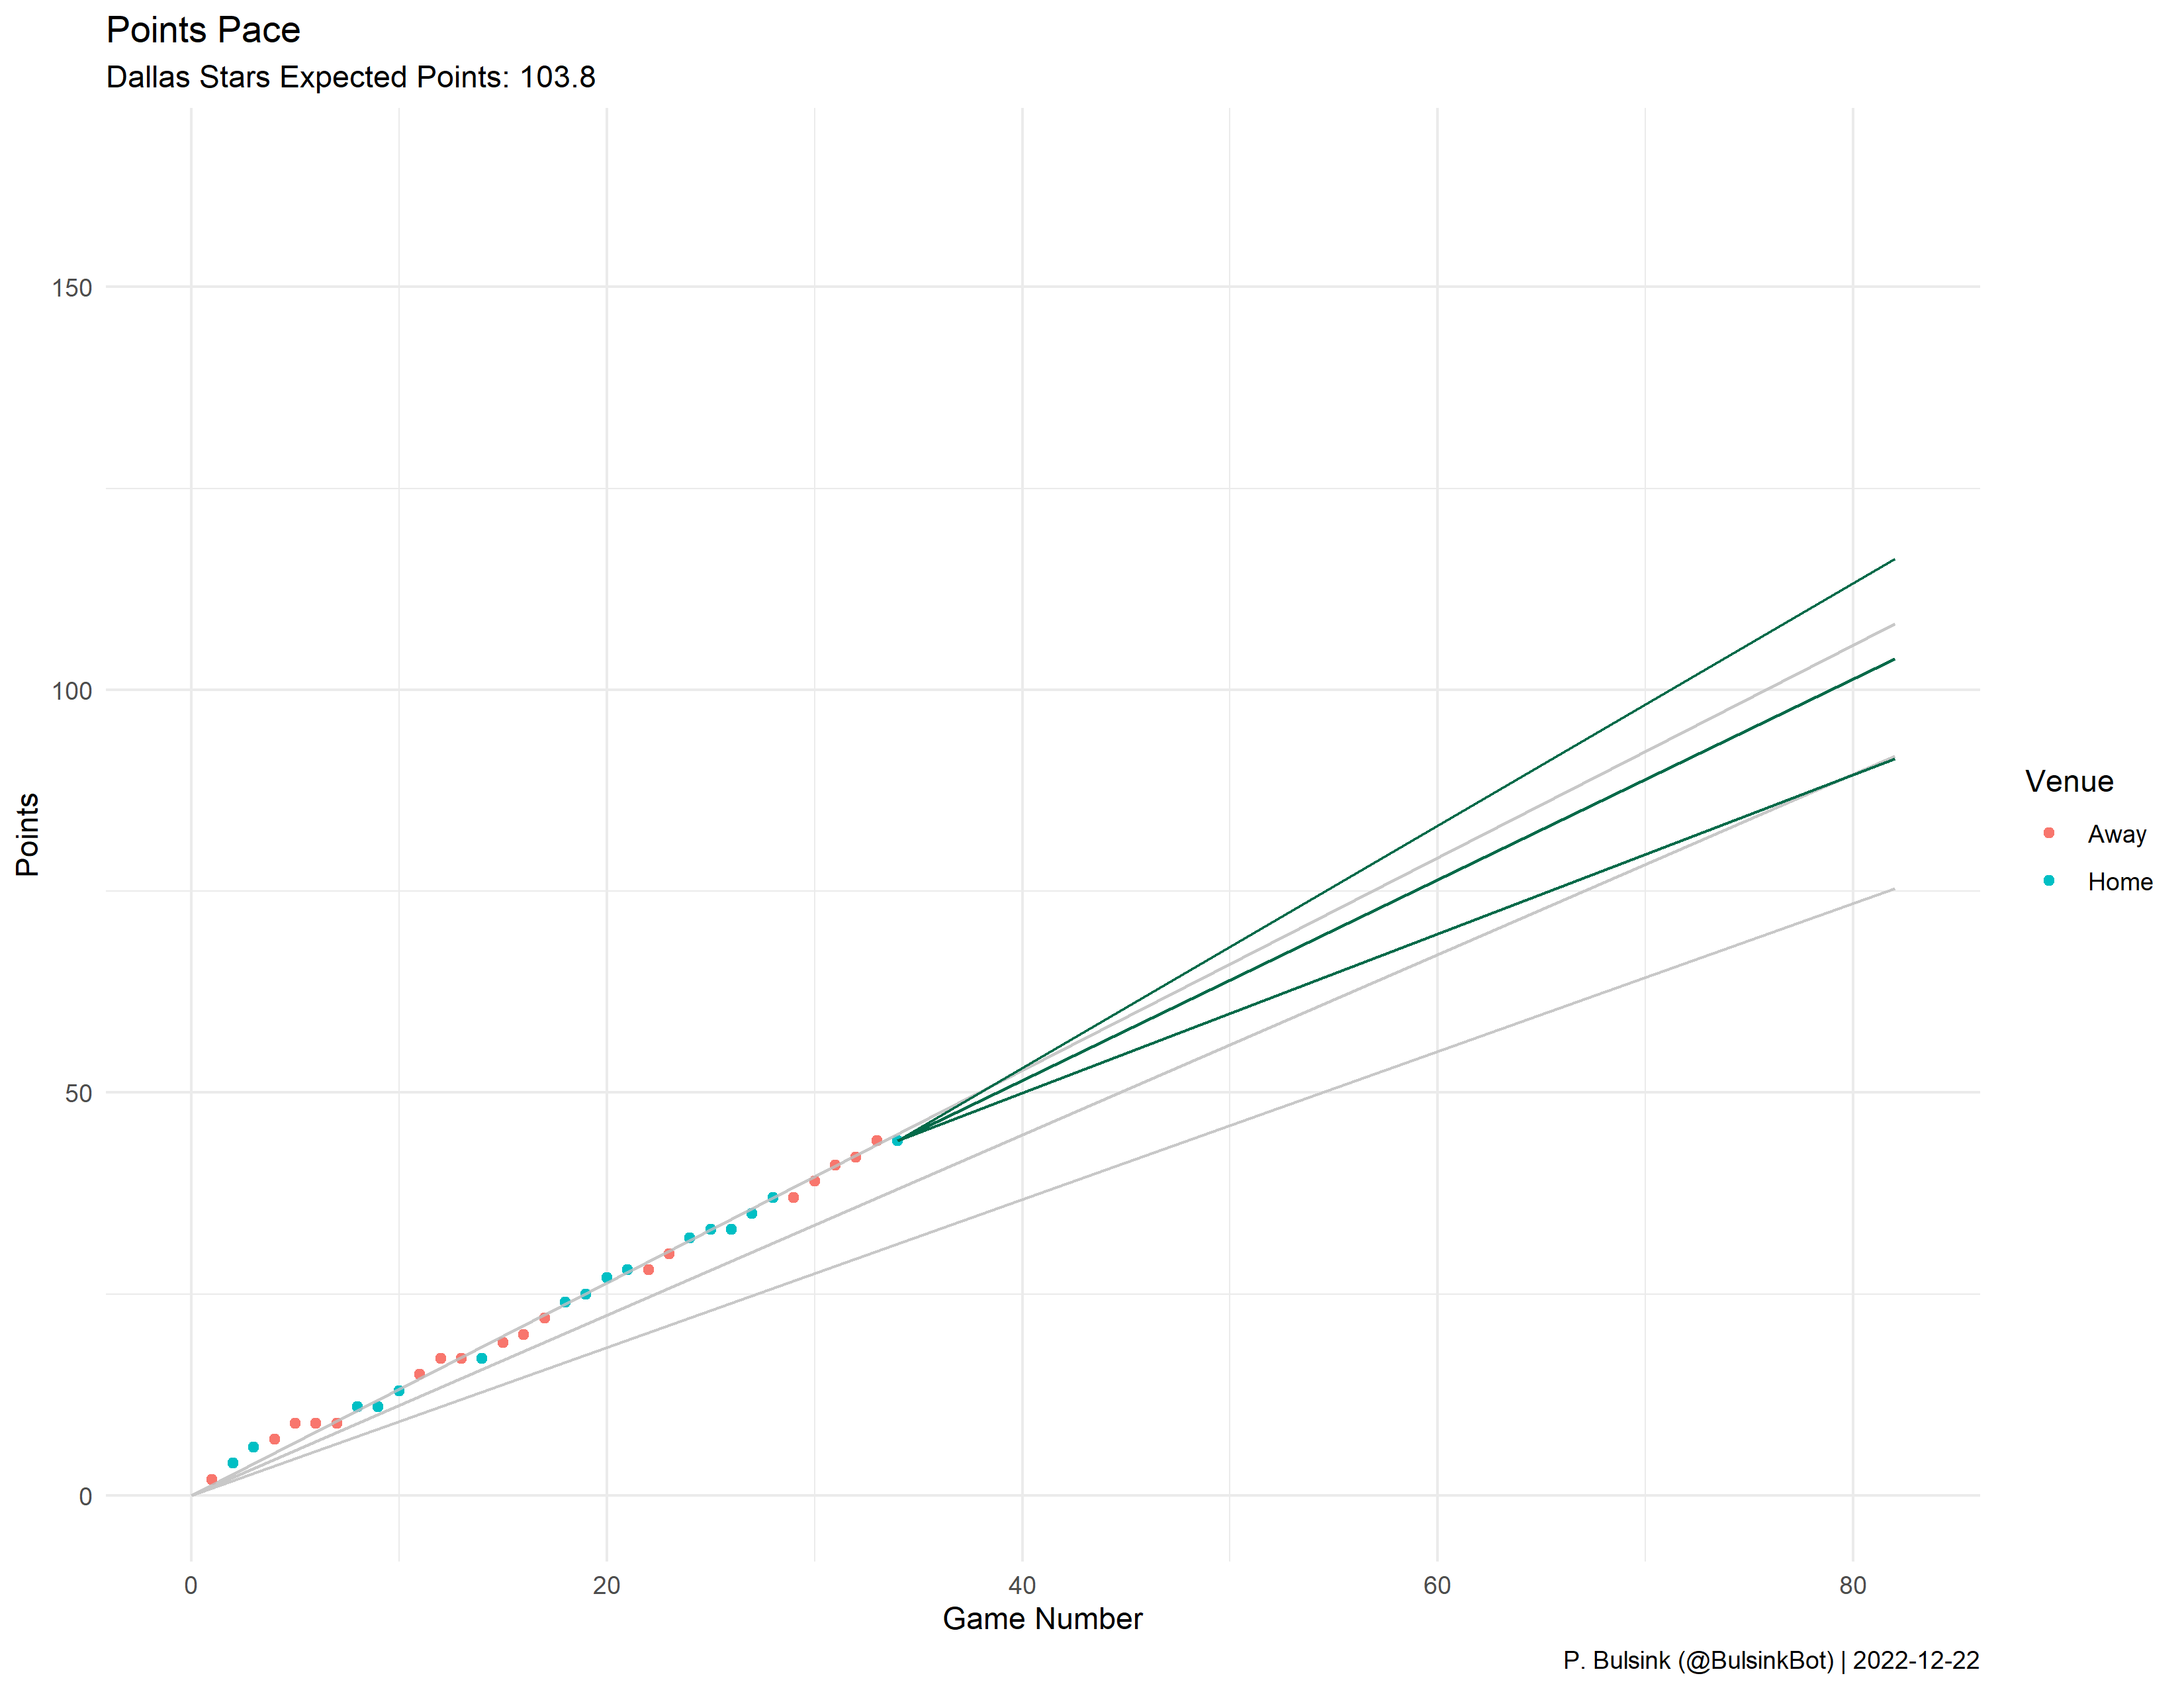 Points Pace
Dallas Stars Expected Points: 103.8
150
100
50
0
Points
0 20 40 60 80
Game Number
Venue
Away
Home
P. Bulsink (@BulsinkBot) | 2022-12-22